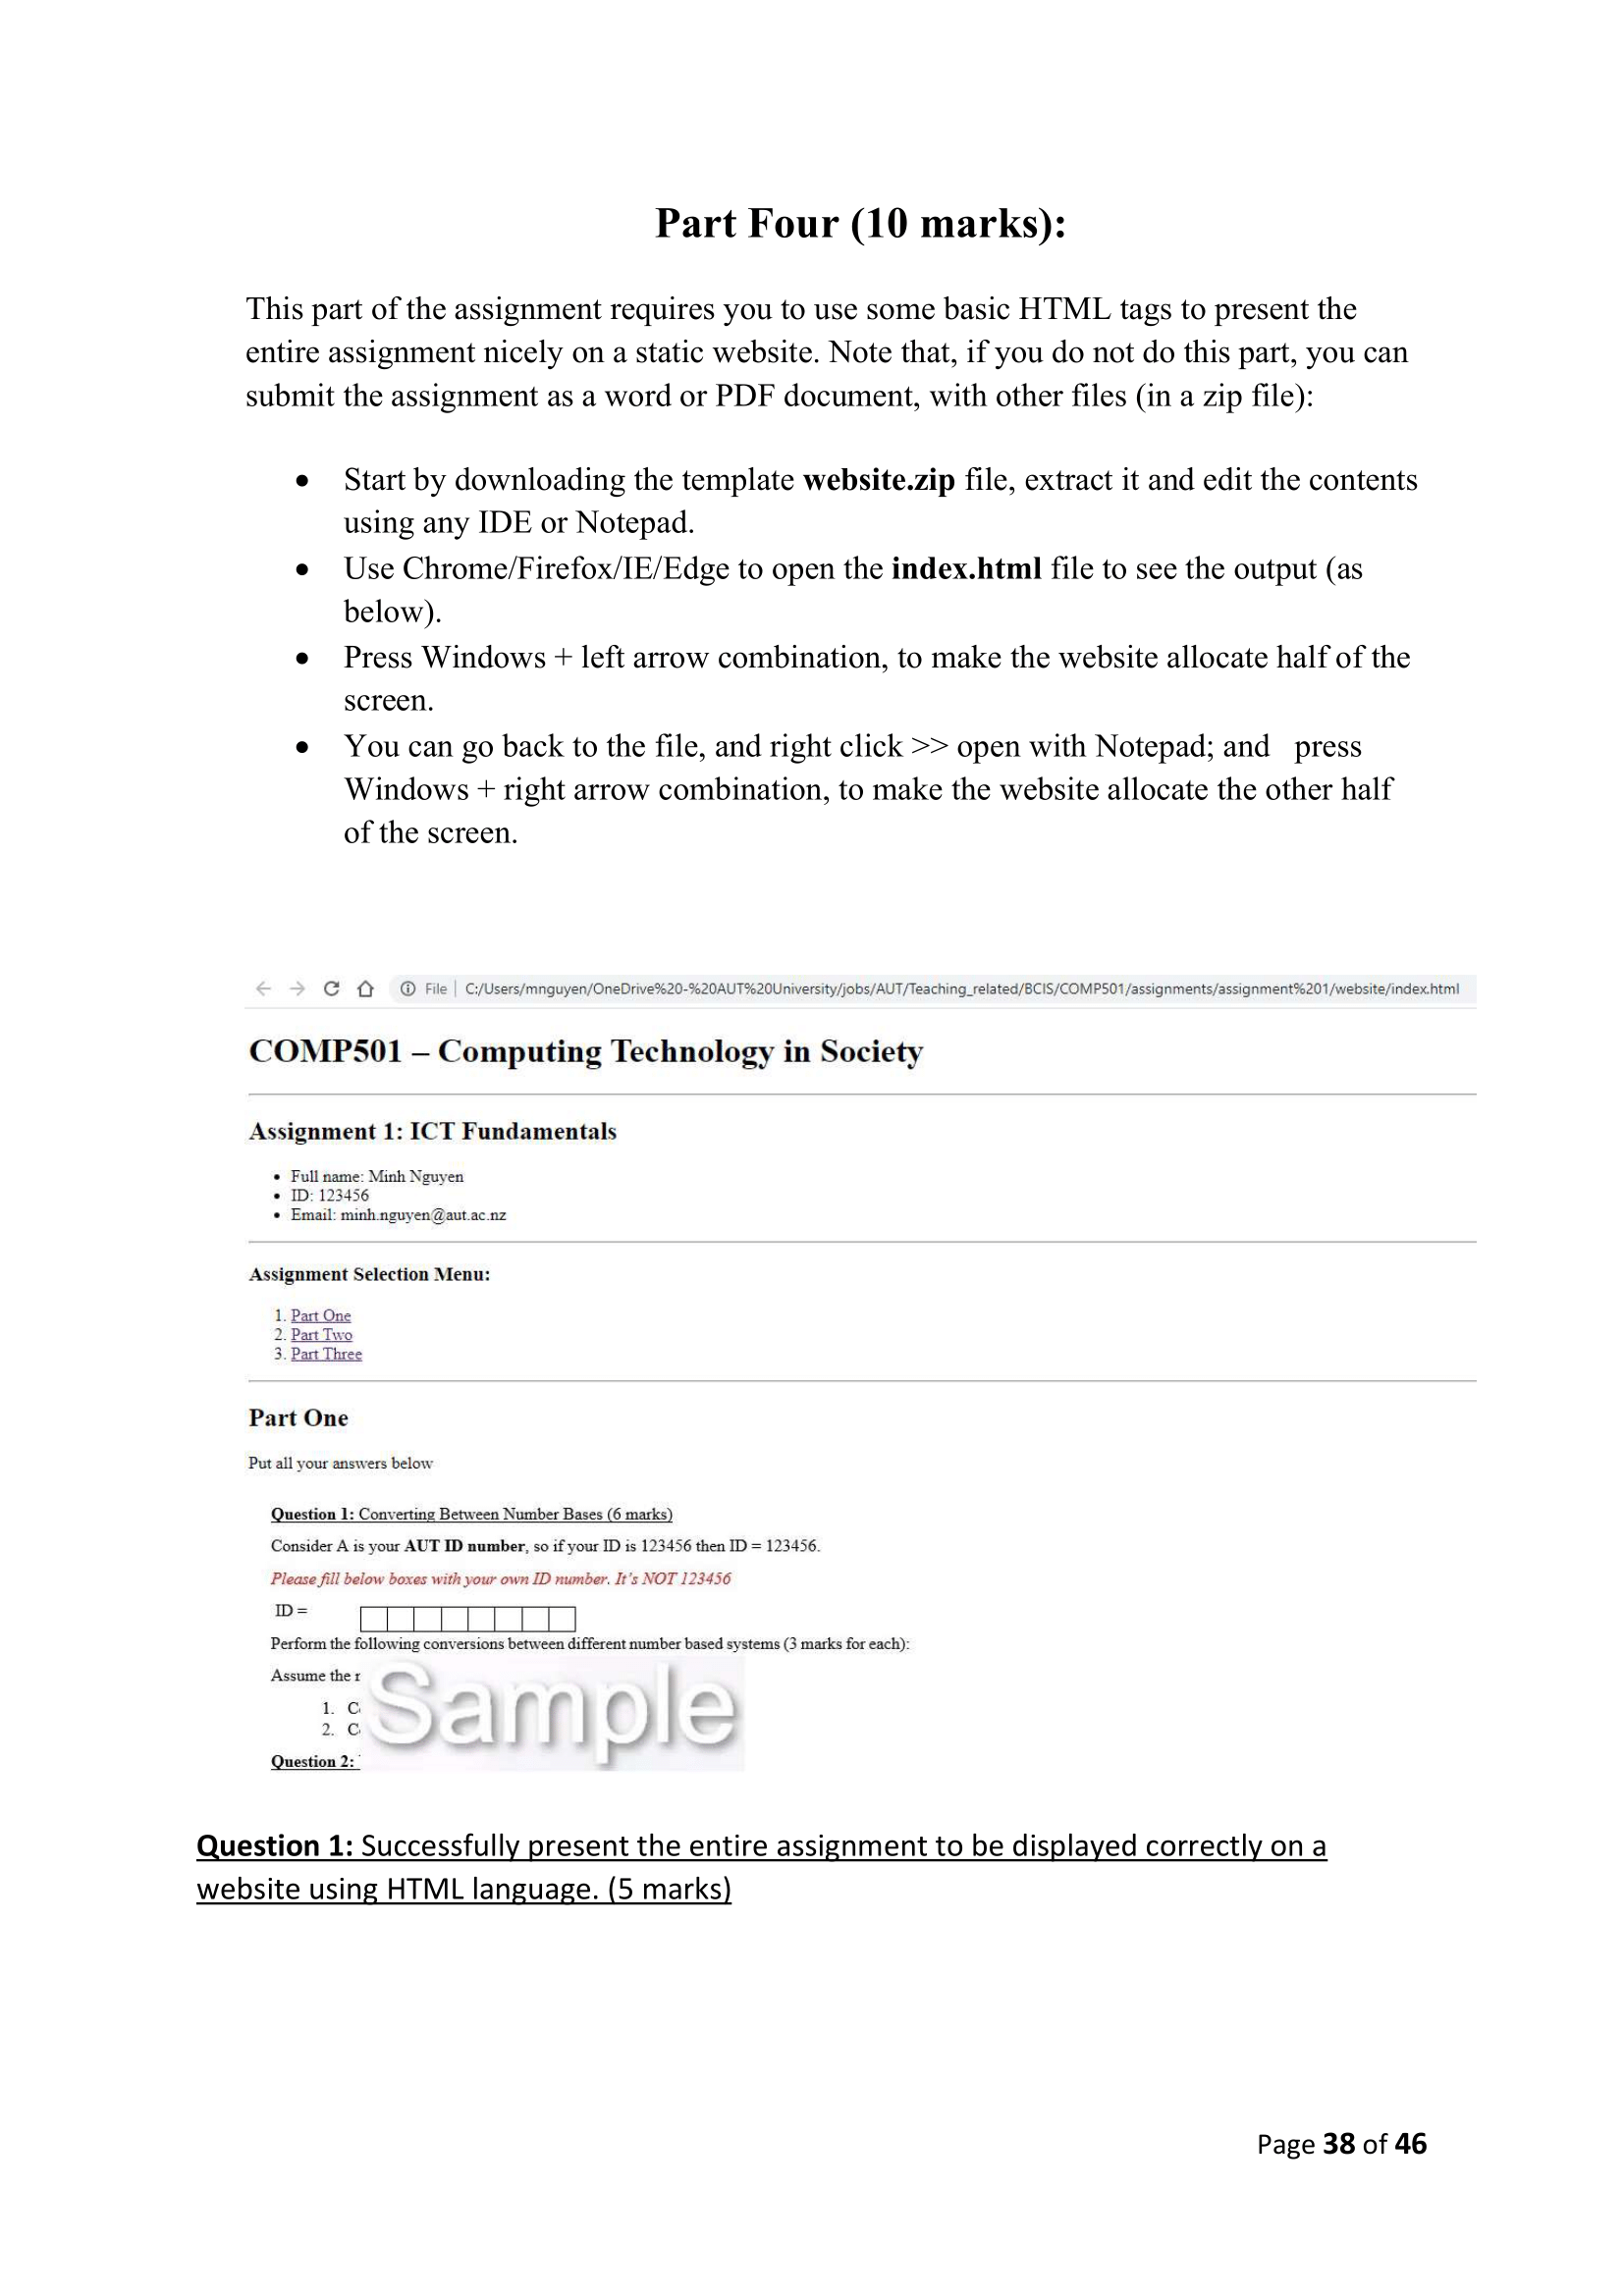 Part Four (10 marks):
This part of the assignment requires you to use some basic HTML tags to present the
entire assignment nicely on a static website. Note that, if you do not do this part, you can
submit the assignment as a word or PDF document, with other files (in a zip file):
• Start by downloading the template website.zip file, extract it and edit the contents
using any IDE or Notepad.
• Use Chrome/Firefox/IE/Edge to open the index.html file to see the output (as
below).
• Press Windows + left arrow combination, to make the website allocate half of the
screen.
• You can go back to the file, and right click >> open with Notepad; and press
Windows + right arrow combination, to make the website allocate the other half
of the screen.
File | C:/Users/mnguyen/OneDrive%20-%20AUT%20University/jobs/AUT/Teaching_related/BCIS/COMP501/assignments/assignment%201/website/index.html
COMP501 – Computing Technology in Society
Assignment 1: ICT Fundamentals
• Full name: Minh Nguyen
• ID: 123456
• Email: minh.nguyen@aut.ac.nz
Assignment Selection Menu:
1. Part One
2. Part Two
3. Part Three
Part One
Put all your answers below
Question 1: Converting Between Number Bases (6 marks)
Consider A is your AUT ID number, so if your ID is 123456 then ID = 123456.
Please fill below boxes with your own ID number. It's NOT 123456
ID =
Perform the following conversions between different number based systems (3 marks for each):
Assume the
Sample
1. C
2. C
Question 2:
Question 1: Successfully present the entire assignment to be displayed correctly on a
website using HTML language. (5 marks)
Page 38 of 46